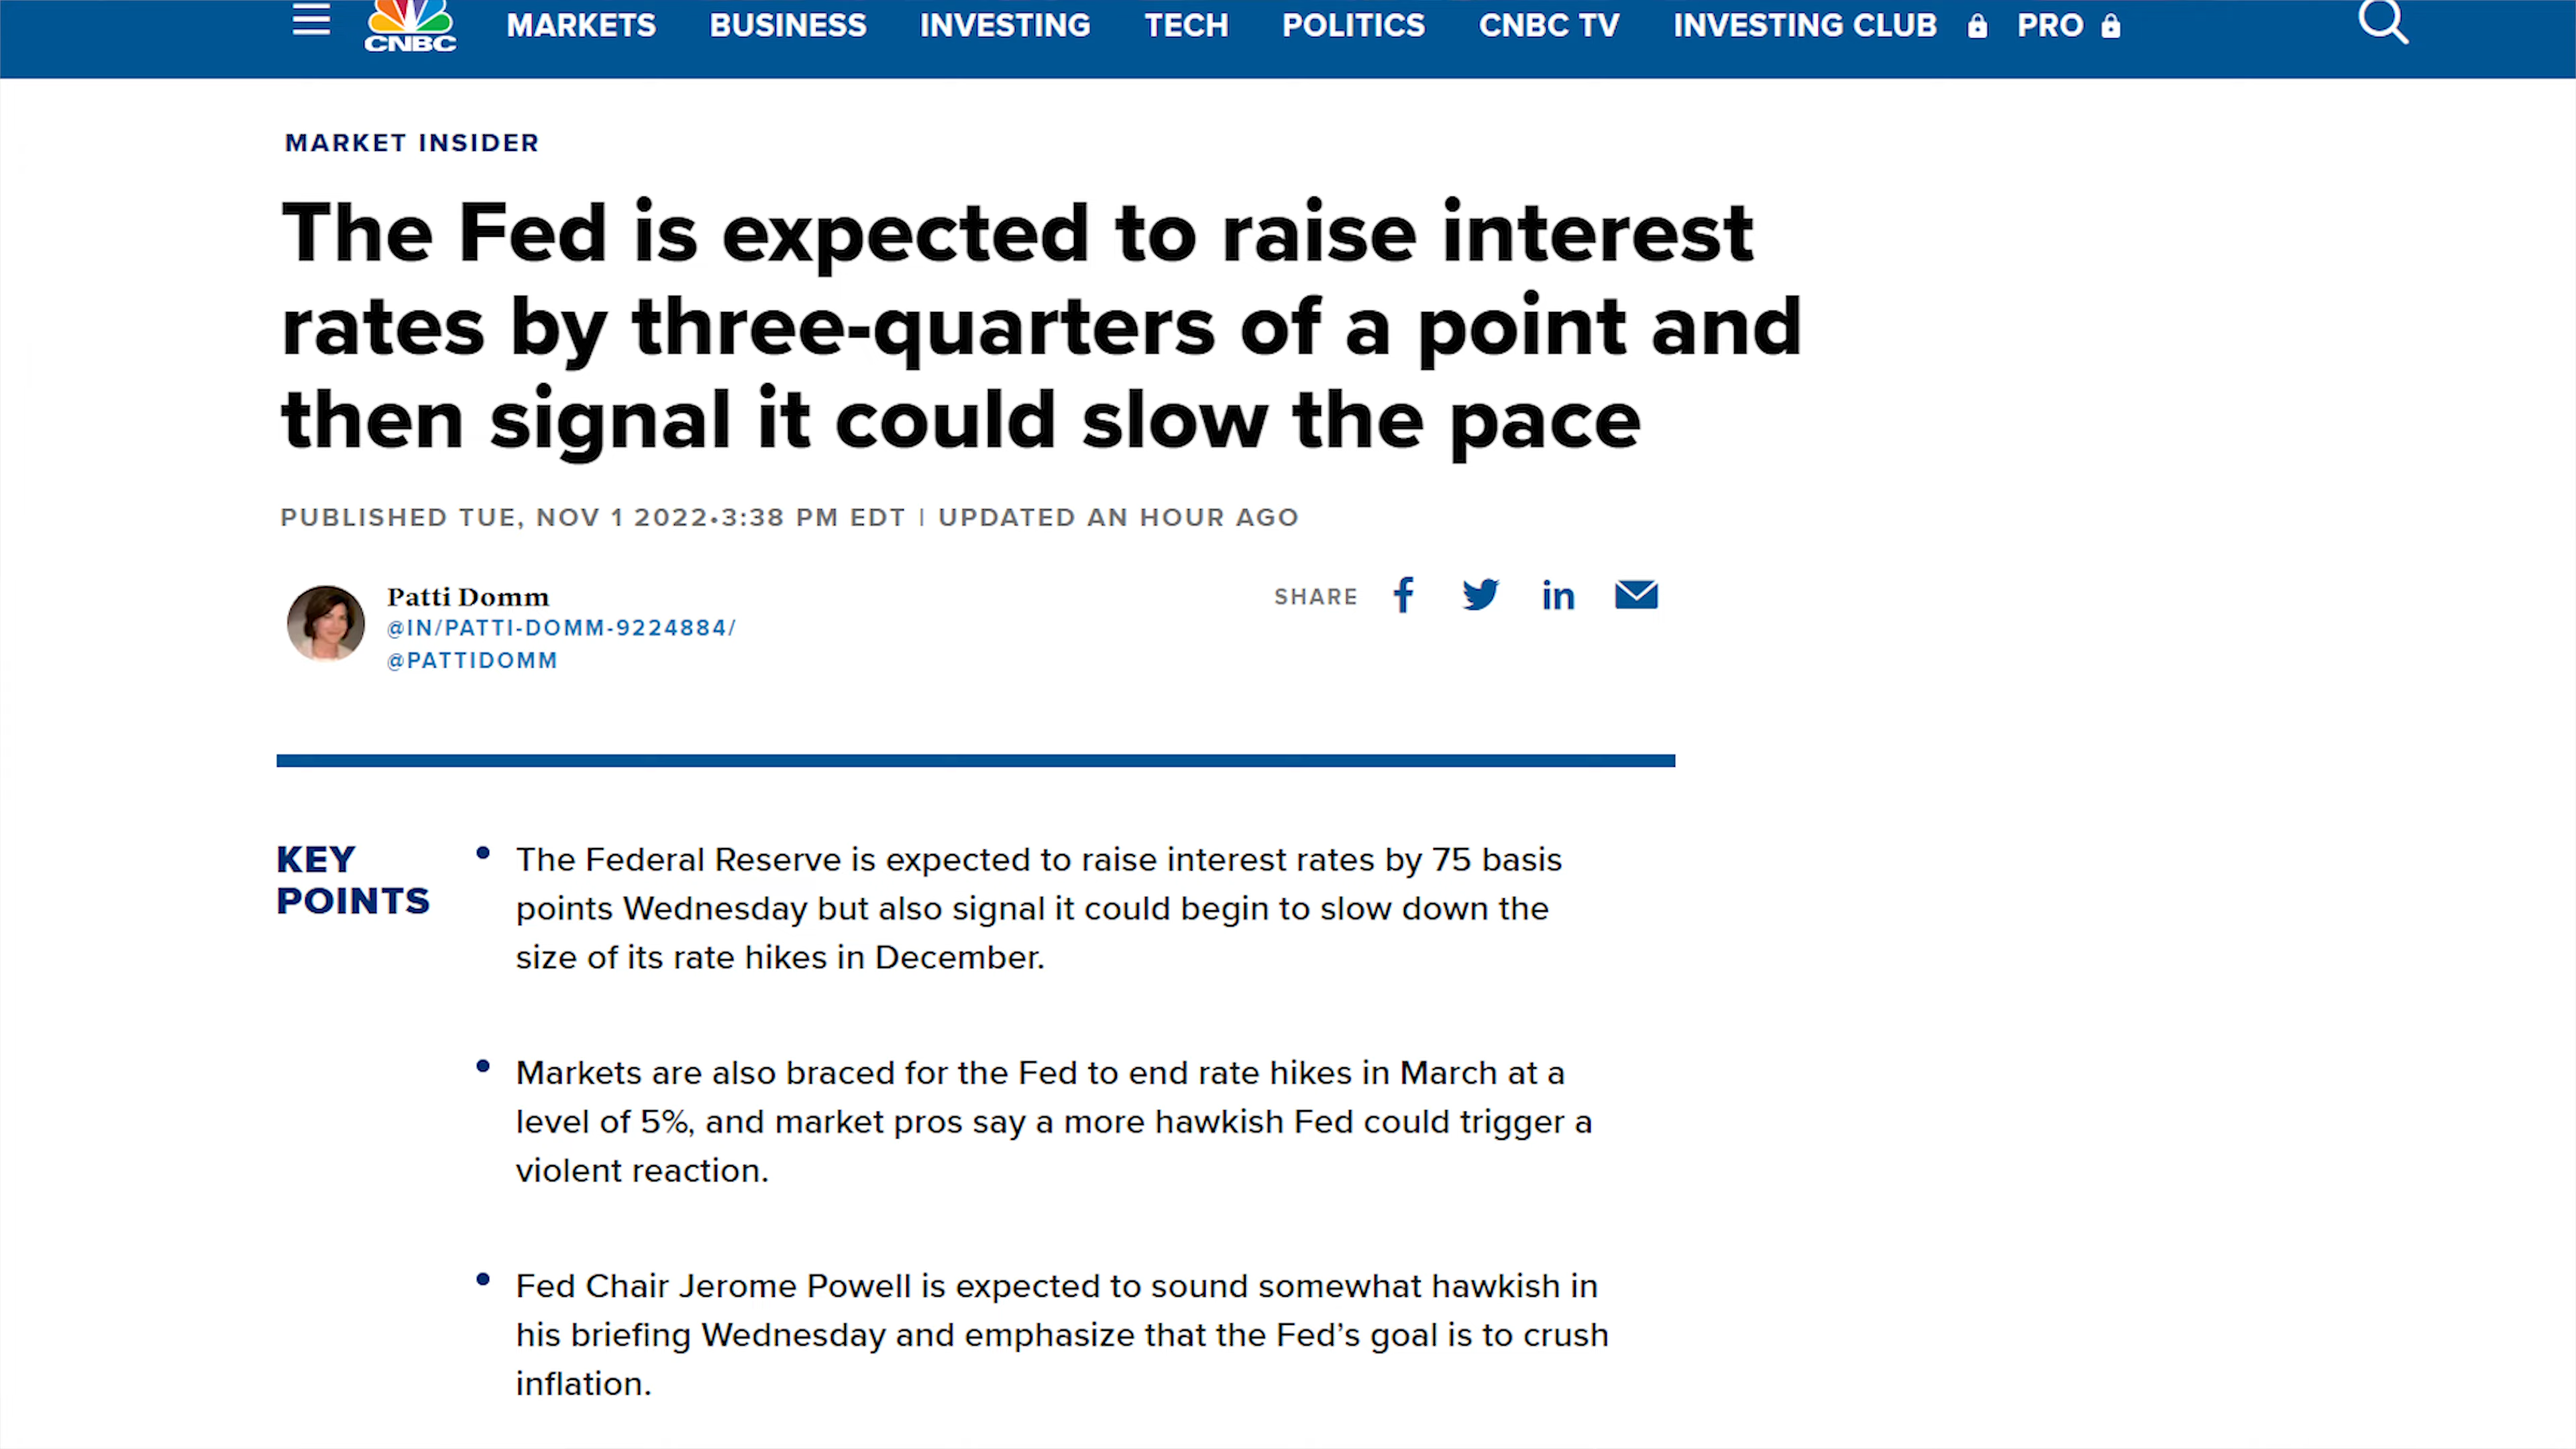 CNBC MARKETS BUSINESS INVESTING TECH POLITICS CNBC TV INVESTING CLUB PRO
MARKET INSIDER
The Fed is expected to raise interest
rates by three-quarters of a point and
then signal it could slow the pace
PUBLISHED TUE, NOV 1 2022•3:38 PM EDT | UPDATED AN HOUR AGO
Patti Domm
@IN/PATTI-DOMM-9224884/
@PATTIDOMM
SHARE f in
KEY
POINTS
• The Federal Reserve is expected to raise interest rates by 75 basis
points Wednesday but also signal it could begin to slow down the
size of its rate hikes in December.
• Markets are also braced for the Fed to end rate hikes in March at a
level of 5%, and market pros say a more hawkish Fed could trigger a
violent reaction.
• Fed Chair Jerome Powell is expected to sound somewhat hawkish in
his briefing Wednesday and emphasize that the Fed’s goal is to crush
inflation.